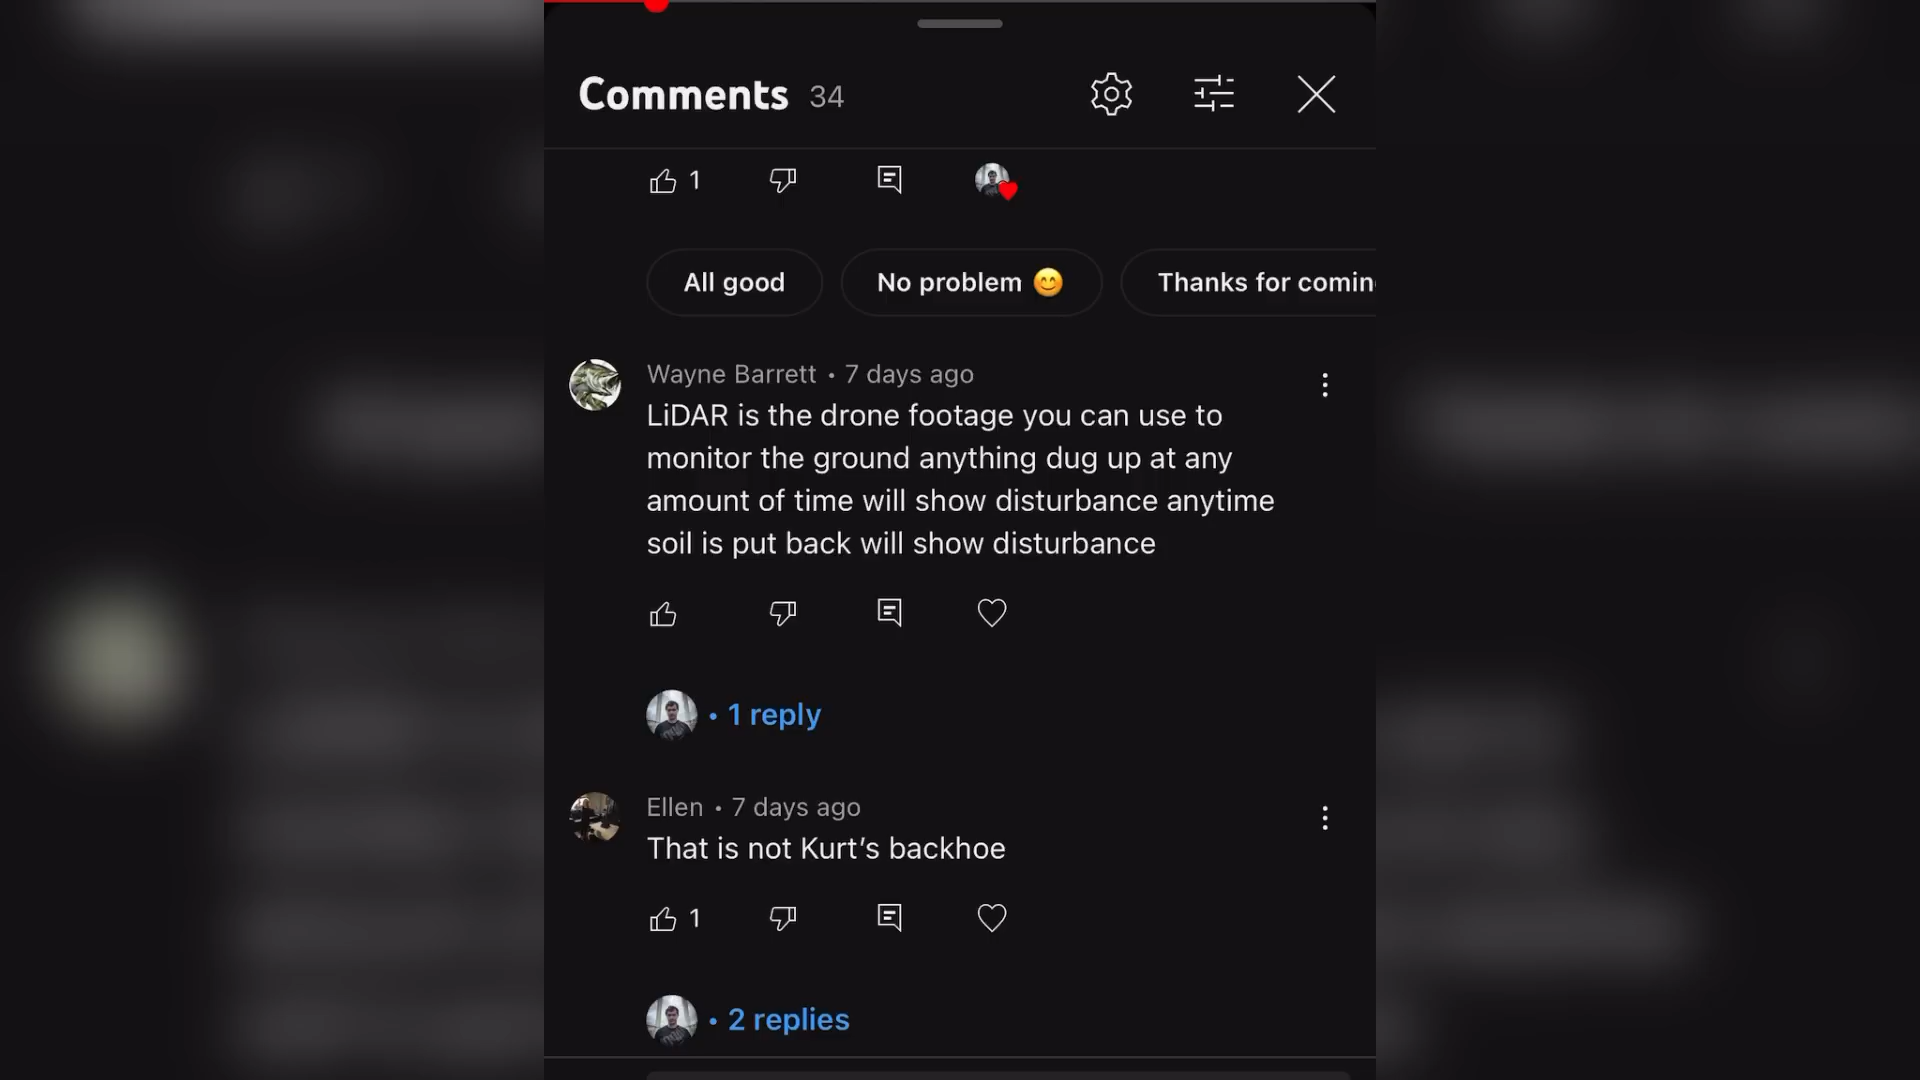 Comments 34
1
All good
No problem 😊
Thanks for comin
Wayne Barrett • 7 days ago
LiDAR is the drone footage you can use to
monitor the ground anything dug up at any
amount of time will show disturbance anytime
soil is put back will show disturbance
• 1 reply
Ellen • 7 days ago
That is not Kurt’s backhoe
1
• 2 replies